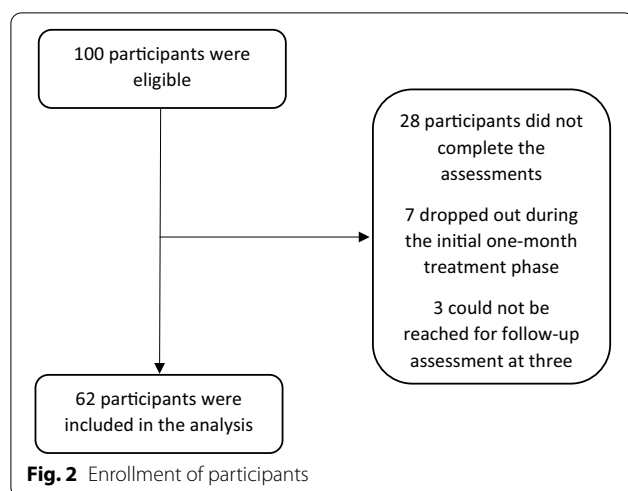 100 participants were
eligible
28 participants did not
complete the
assessments
7 dropped out during
the initial one-month
treatment phase
3 could not be
reached for follow-up
assessment at three
62 participants were
included in the analysis
Fig. 2 Enrollment of participants